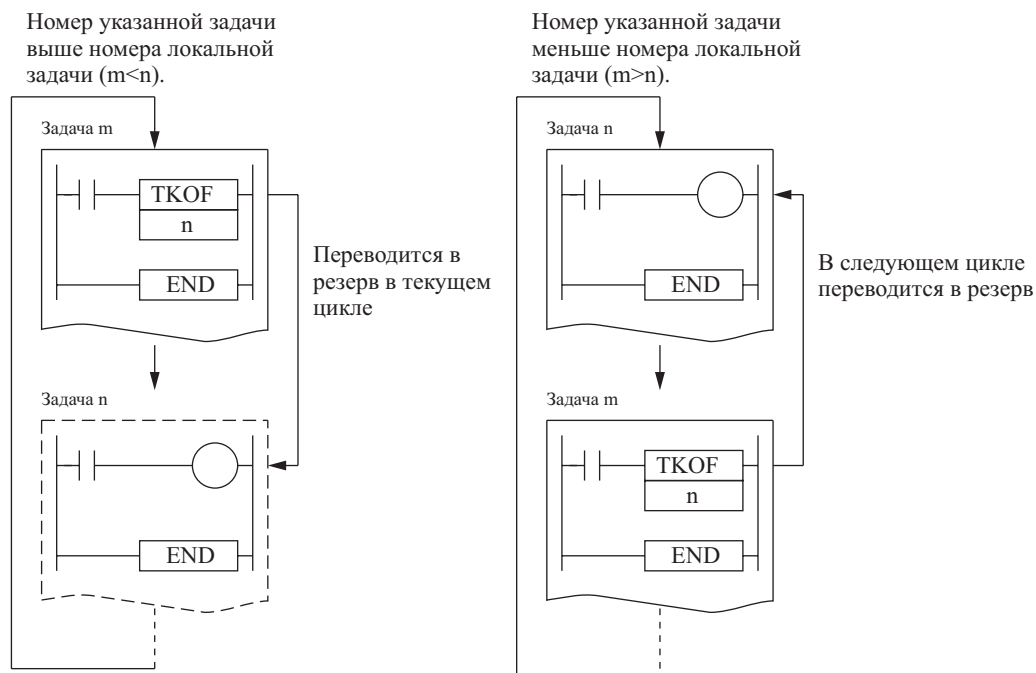 Номер указанной задачи
выше номера локальной
задачи (m<n).
Задача m
TKOF
n
END
Переводится в
резерв в текущем
цикле
Задача n
END
Номер указанной задачи
меньше номера локальной
задачи (m>n).
Задача n
END
В следующем цикле
переводится в резерв
Задача m
TKOF
n
END